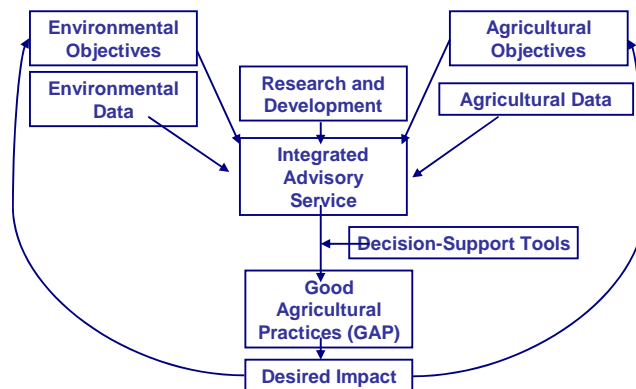 Environmental
Objectives
Agricultural
Objectives
Environmental
Data
Research and
Development
Agricultural Data
Integrated
Advisory
Service
Decision-Support Tools
Good
Agricultural
Practices (GAP)
Desired Impact